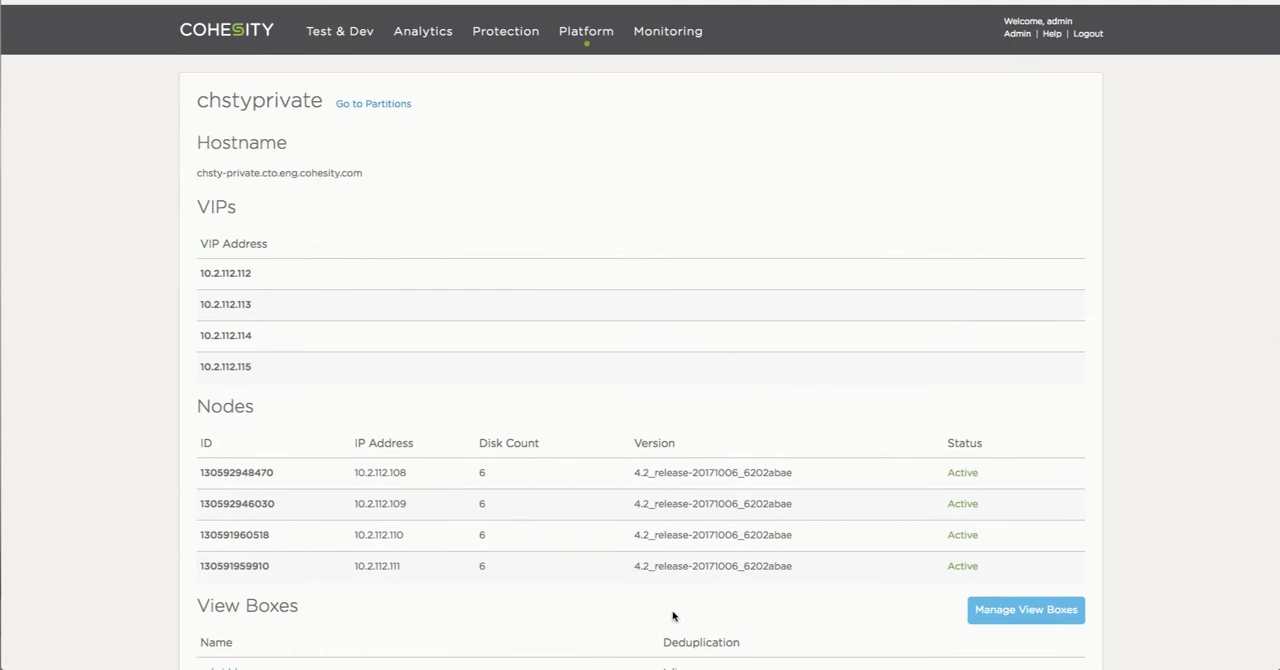 COHESITY Test & Dev Analytics Protection Platform Monitoring
Welcome, admin
Admin | Help | Logout
chstyprivate Go to Partitions
Hostname
chsty-private.cto.eng.cohesity.com
VIPs
VIP Address
10.2.112.112
10.2.112.113
10.2.112.114
10.2.112.115
Nodes
ID IP Address Disk Count Version Status
130592948470 10.2.112.108 6 4.2_release-20171006_6202abae Active
130592946030 10.2.112.109 6 4.2_release-20171006_6202abae Active
130591960518 10.2.112.110 6 4.2_release-20171006_6202abae Active
130591959910 10.2.112.111 6 4.2_release-20171006_6202abae Active
View Boxes Manage View Boxes
Name Deduplication